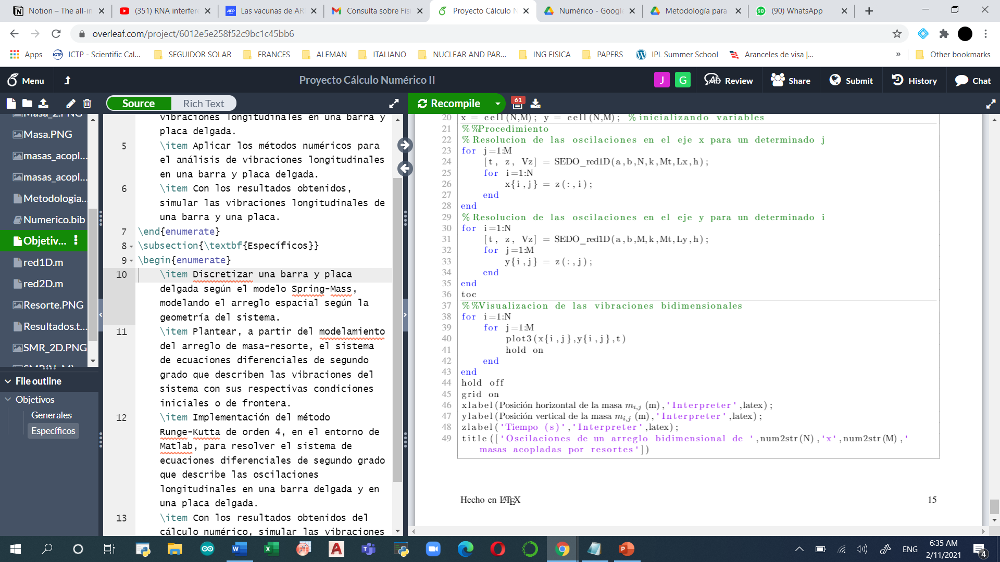 Notion – The all-in
(351) RNA interfere
Las vacunas de AR
Consulta sobre Fís
Proyecto Cálculo N
Numérico - Google
Metodología para
(90) WhatsApp
overleaf.com/project/6012e5e258f52c9bc1c45bb6
Apps
ICTP - Scientific Cal...
SEGUIDOR SOLAR
FRANCES
ALEMAN
ITALIANO
NUCLEAR AND PAR...
ING FISICA
PAPERS
IPL Summer School
Aranceles de visa |...
»
Other bookmarks
Menu
Proyecto Cálculo Numérico II
J
G
Review
Share
Submit
History
Chat
Source
Rich Text
Recompile
61
Masa_2.PNG
Masa.PNG
masas_acopl...
masas_acopl...
Metodologia...
Numerico.bib
Objetiv...
red1D.m
red2D.m
Resorte.PNG
Resultados.t...
SMR_2D.PNG
File outline
Objetivos
Generales
Específicos
vibraciones longitudinales en una barra y
placa delgada.
5 \item Aplicar los métodos numéricos para
el análisis de vibraciones longitudinales
en una barra y placa delgada.
6 \item Con los resultados obtenidos,
simular las vibraciones longitudinales de
una barra y una placa.
7 \end{enumerate}
8 \subsection{\textbf{Específicos}}
9 \begin{enumerate}
10 \item Discretizar una barra y placa
delgada según el modelo Spring-Mass,
modelando el arreglo espacial según la
geometría del sistema.
11 \item Plantear, a partir del modelamiento
del arreglo de masa-resorte, el sistema
de ecuaciones diferenciales de segundo
grado que describen las vibraciones del
sistema con sus respectivas condiciones
iniciales o de frontera.
12 \item Implementación del método
Runge-Kutta de orden 4, en el entorno de
Matlab, para resolver el sistema de
ecuaciones diferenciales de segundo grado
que describe las oscilaciones
longitudinales en una barra delgada y en
una placa delgada.
13 \item Con los resultados obtenidos del
cálculo numérico, simular las vibraciones
20 x = cell(N,M); y = cell(N,M); %inicializando variables
21 %%Procedimiento
22 %Resolucion de las oscilaciones en el eje x para un determinado j
23 for j=1:M
24 [t, z, Vz] = SEDO_red1D(a,b,N,k,Mt,Lx,h);
25 for i=1:N
26 x{i,j} = z(:,i);
27 end
28 end
29 %Resolucion de las oscilaciones en el eje y para un determinado i
30 for i=1:N
31 [t, z, Vz] = SEDO_red1D(a,b,M,k,Mt,Ly,h);
32 for j=1:M
33 y{i,j} = z(:,j);
34 end
35 end
36 toc
37 %%Visualizacion de las vibraciones bidimensionales
38 for i=1:N
39 for j=1:M
40 plot3(x{i,j},y{i,j},t)
41 hold on
42 end
43 end
44 hold off
45 grid on
46 xlabel(Posición horizontal de la masa m_{i,j} (m),'Interpreter',latex);
47 ylabel(Posición vertical de la masa m_{i,j} (m),'Interpreter',latex);
48 zlabel('Tiempo (s)','Interpreter',latex);
49 title(['Oscilaciones de un arreglo bidimensional de ',num2str(N),'x',num2str(M),'
masas acopladas por resortes'])
Hecho en LATEX
15
ENG
6:35 AM
2/11/2021
4